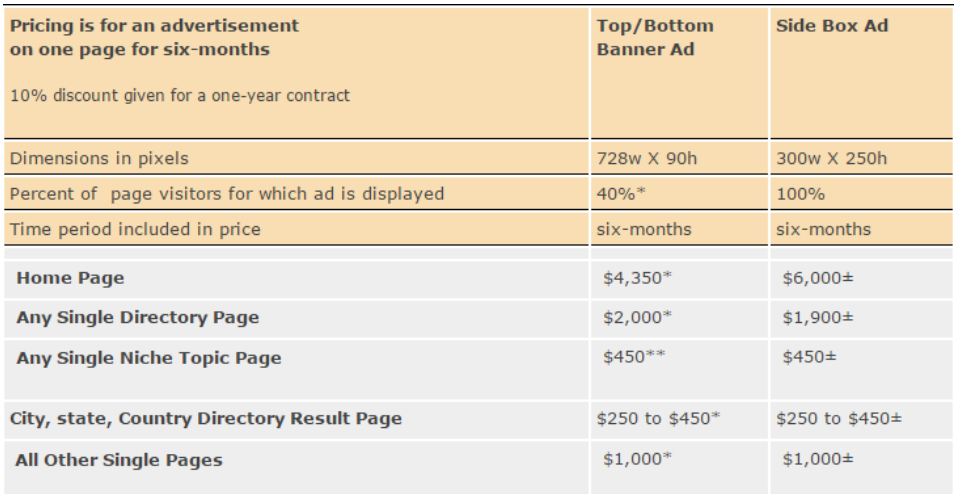 Pricing is for an advertisement Top/Bottom Side Box Ad
on one page for six-months Banner Ad
10% discount given for a one-year contract
Dimensions in pixels 728w X 90h 300w X 250h
Percent of  page visitors for which ad is displayed 40%* 100%
Time period included in price six-months six-months
Home Page $4,350* $6,000±
Any Single Directory Page $2,000* $1,900±
Any Single Niche Topic Page $450** $450±
City, state, Country Directory Result Page $250 to $450* $250 to $450±
All Other Single Pages $1,000* $1,000±